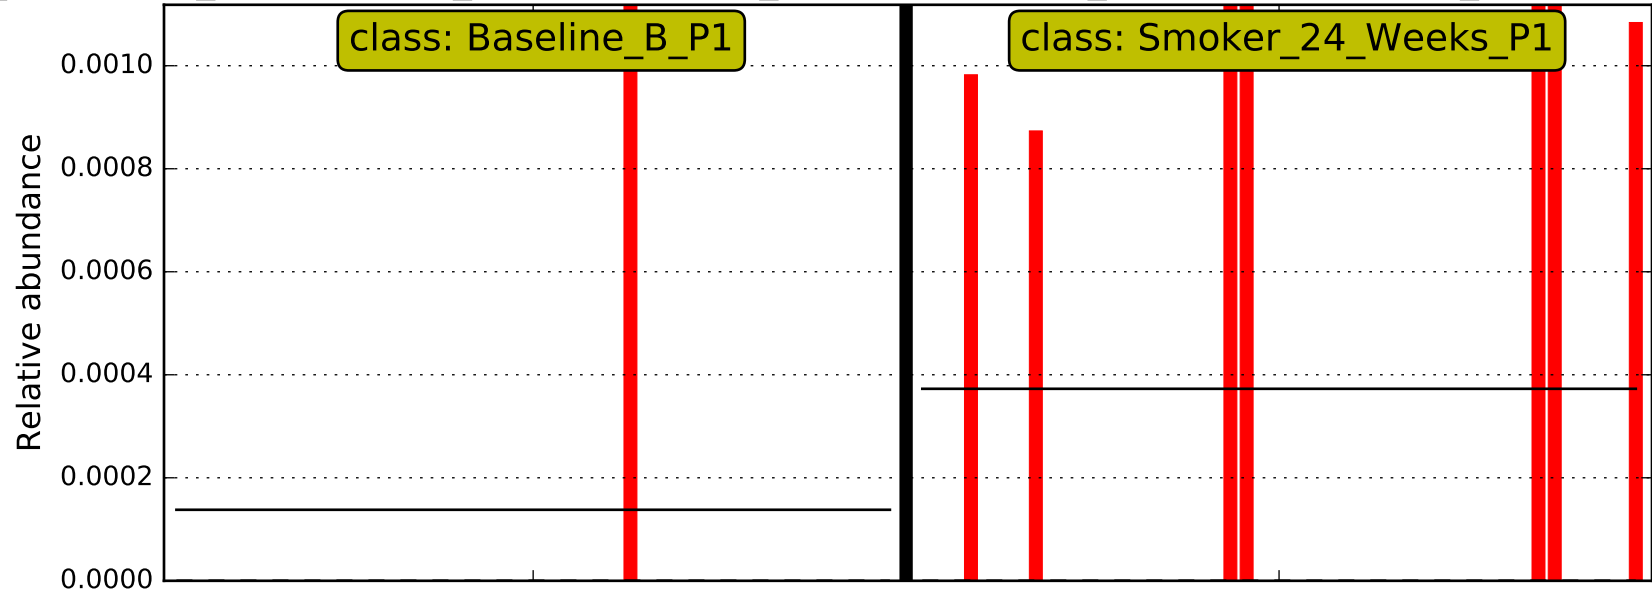 class: Baseline_B_P1
class: Smoker_24_Weeks_P1
Relative abundance
0.0010
0.0008
0.0006
0.0004
0.0002
0.0000